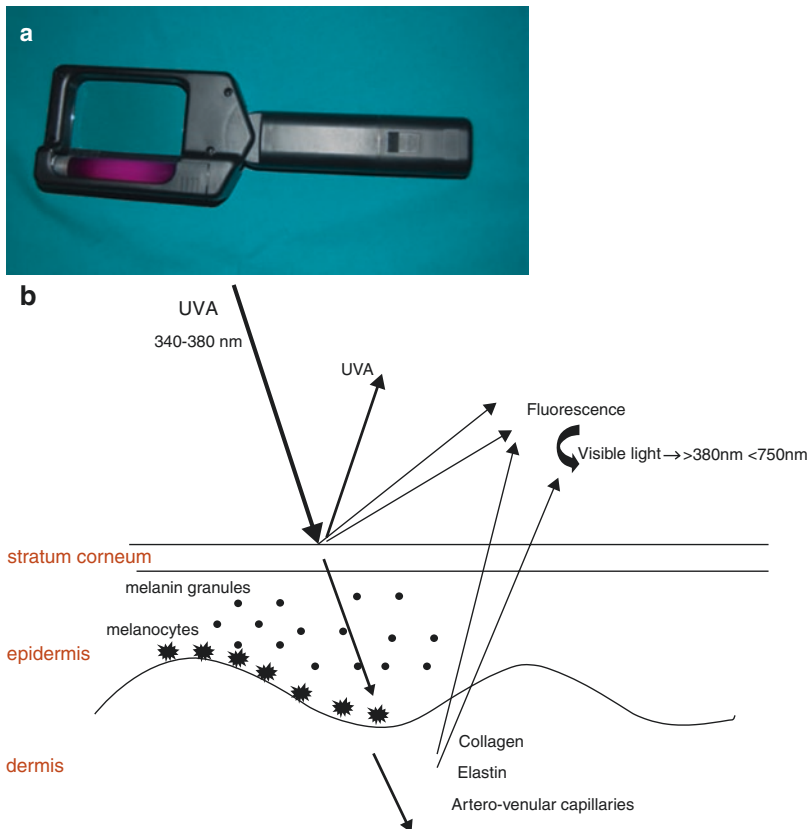 a
b
UVA
340-380 nm
UVA
Fluorescence
Visible light →>380nm <750nm
stratum corneum
melanin granules
melanocytes
epidermis
Collagen
dermis
Elastin
Artero-venular capillaries